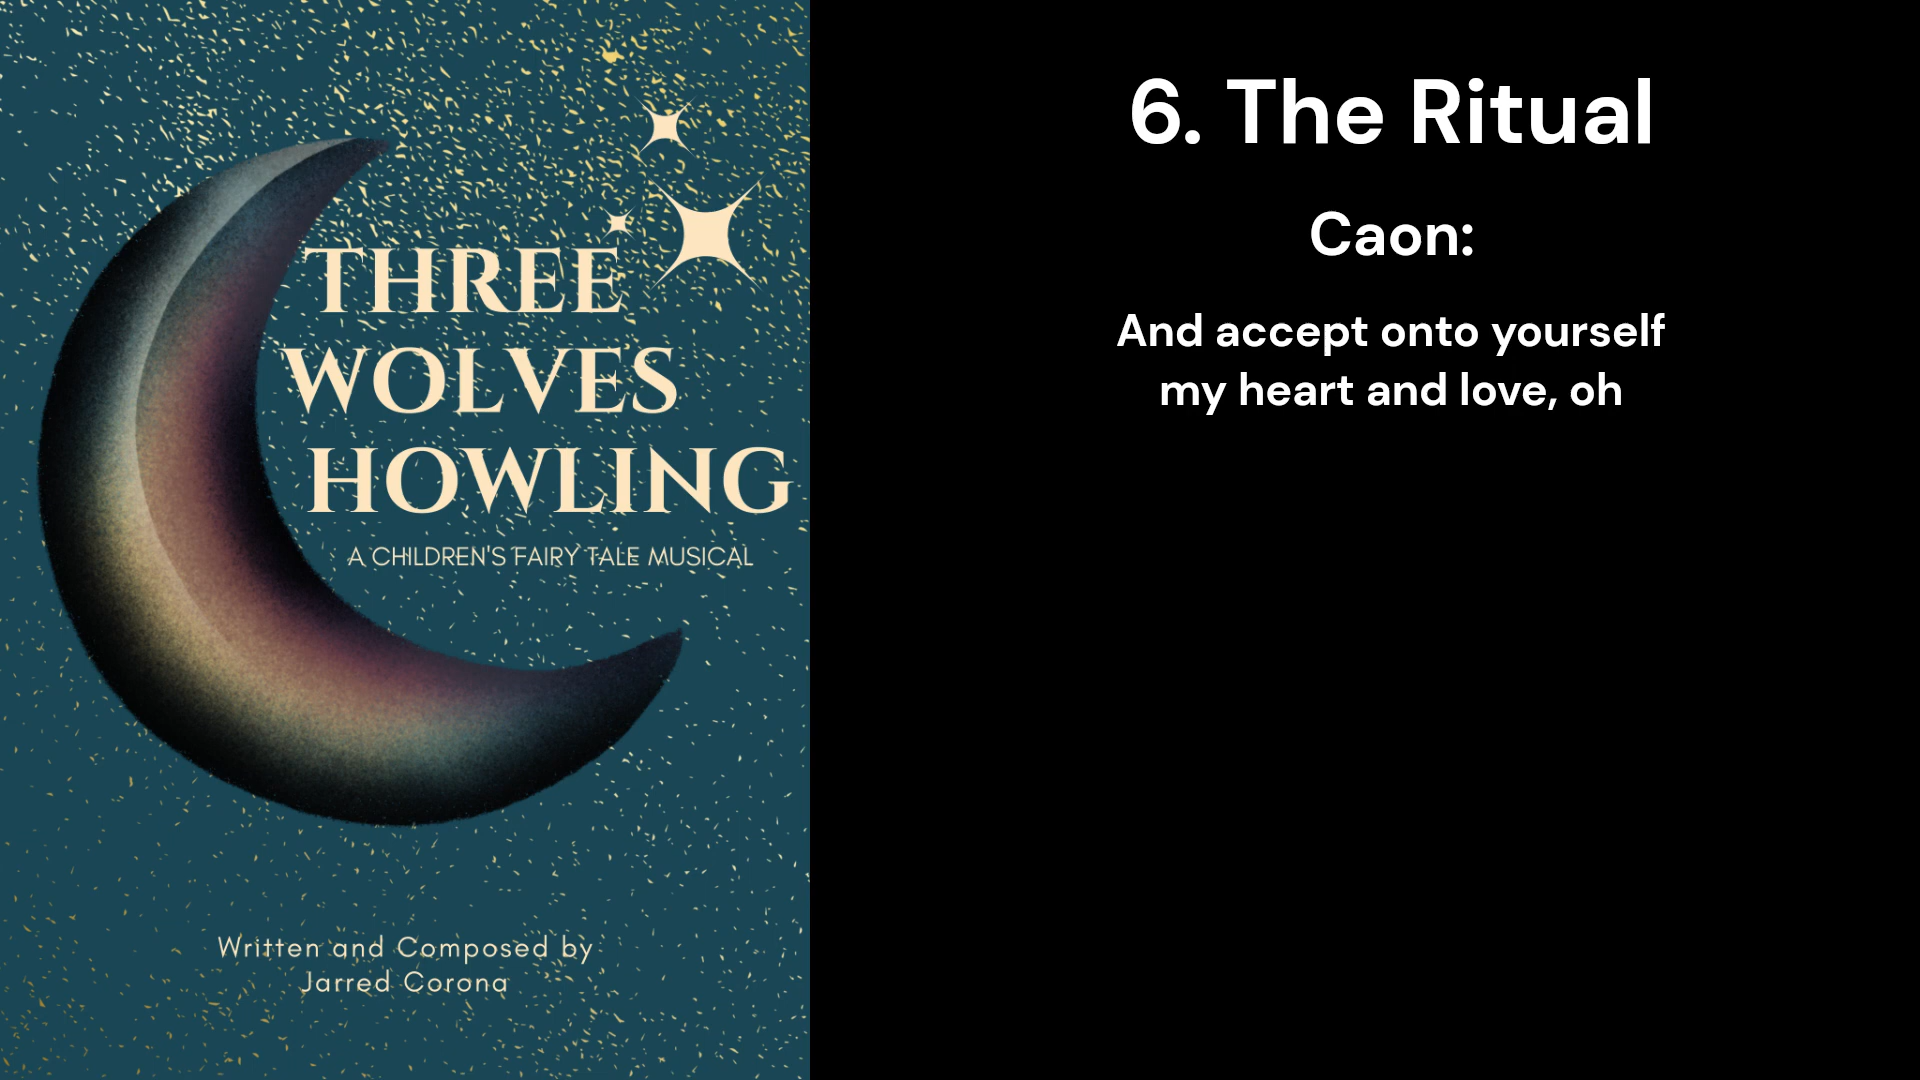 THREE
WOLVES
HOWLING
A CHILDREN'S FAIRY TALE MUSICAL
Written and Composed by
Jarred Corona
6. The Ritual
Caon:
And accept onto yourself
my heart and love, oh